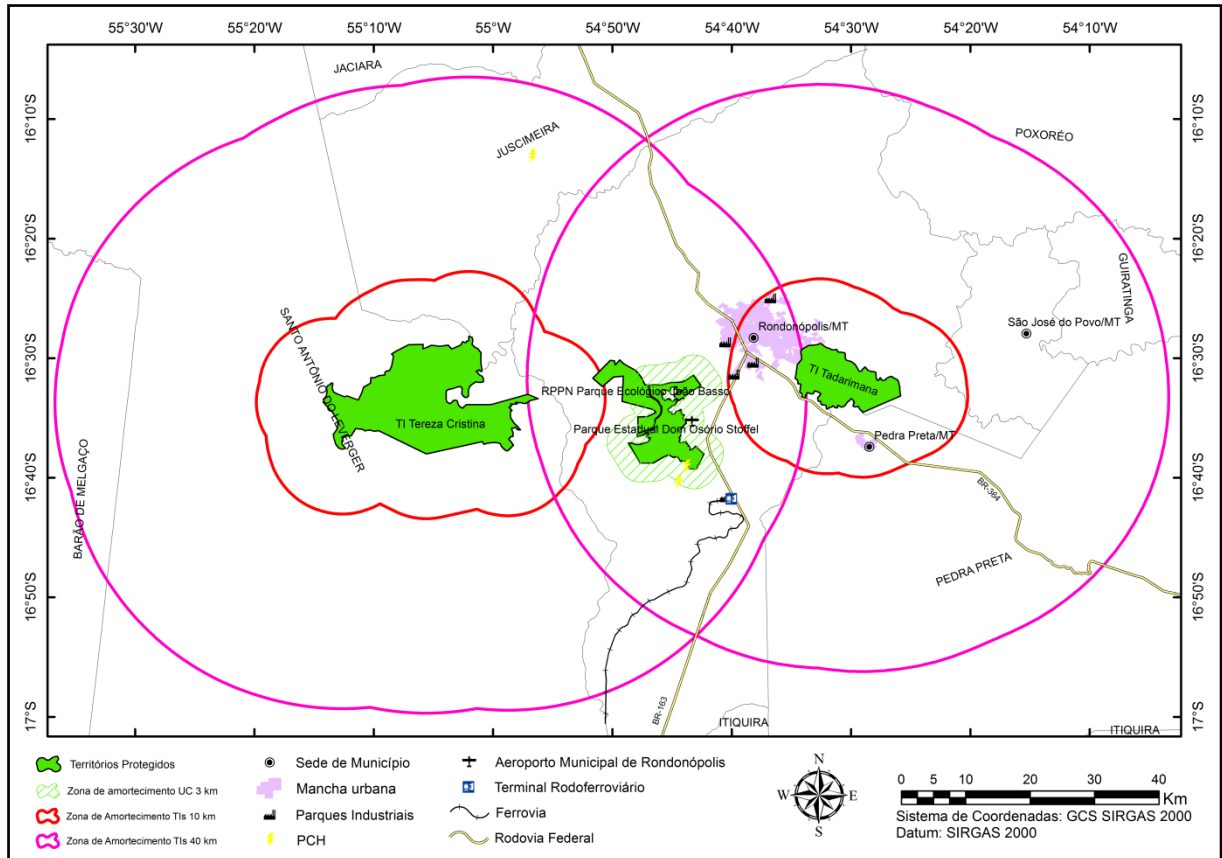 55°30'W 55°10'W 55°20'W 55°0'W 54°50'W 54°40'W 54°30'W 54°20'W 54°10'W
16°10'S
16°20'S
16°30'S
16°40'S
16°50'S
17°S
16°10'S
16°20'S
16°30'S
16°40'S
16°50'S
17°S
JACIARA
JUSCIMEIRA
POXORÉO
GUIRATINGA
São José do Povo/MT
Rondonópolis/MT
SANTO ANTÔNIO DO LEVERGER
TI Tadarimana
RPPN Parque Ecológico João Basso
TI Tereza Cristina
Parque Estadual Dom Osório Stoffel
Pedra Preta/MT
BARÃO DE MELGAÇO
BR-364
PEDRA PRETA
BR-163
ITIQUIRA
ITIQUIRA
Territórios Protegidos
Zona de amortecimento UC 3 km
Zona de Amortecimento TIs 10 km
Zona de Amortecimento TIs 40 km
Sede de Município
Mancha urbana
Parques Industriais
PCH
Aeroporto Municipal de Rondonópolis
Terminal Rodoferroviário
Ferrovia
Rodovia Federal
N
W E
S
0 5 10 20 30 40
Km
Sistema de Coordenadas: GCS SIRGAS 2000
Datum: SIRGAS 2000